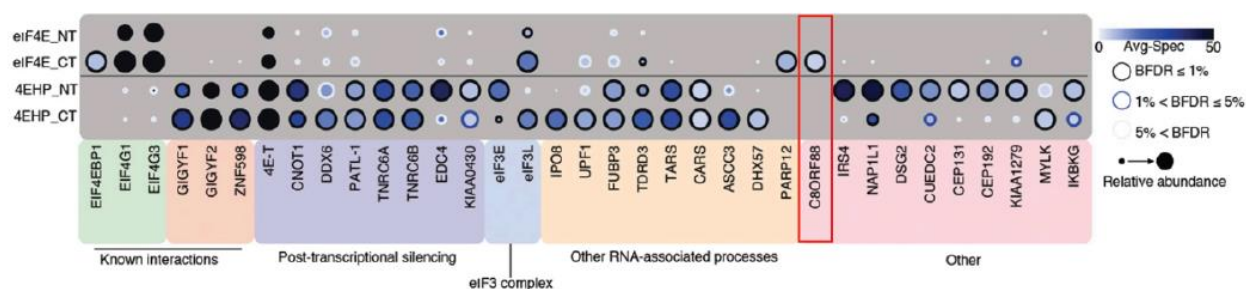 eIF4E_NT
eIF4E_CT
4EHP_NT
4EHP_CT
0 50
Avg-Spec
BFDR ≤ 1%
1% < BFDR ≤ 5%
5% < BFDR
Relative abundance
EIF4EBP1
EIF4G1
EIF4G3
GIGYF1
GIGYF2
ZNF598
4E-T
CNOT1
DDX6
PATL-1
TNRC6A
TNRC6B
EDC4
KIAA0430
eIF3E
eIF3L
IPO8
UPF1
FUBP3
TDRD3
TARS
CARS
ASCC3
DHX57
PARP12
C8ORF88
IRS4
NAP1L1
DSG2
CUEDC2
CEP131
CEP192
KIAA1279
MYLK
IKBKG
Known interactions
Post-transcriptional silencing
eIF3 complex
Other RNA-associated processes
Other